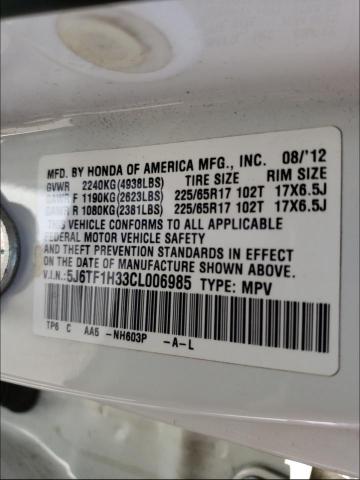 MFD. BY HONDA OF AMERICA MFG., INC. 08/'12
GVWR 2240KG(4938LBS) TIRE SIZE RIM SIZE
GAWR F 1190KG(2623LBS) 225/65R17 102T 17X6.5J
GAWR R 1080KG(2381LBS) 225/65R17 102T 17X6.5J
THIS VEHICLE CONFORMS TO ALL APPLICABLE
FEDERAL MOTOR VEHICLE SAFETY, BUMPER, AND
THEFT PREVENTION STANDARDS IN EFFECT
ON THE DATE OF MANUFACTURE SHOWN ABOVE.
V.I.N.:5J6TF1H33CL006985 TYPE: MPV
TP6 C AA5 -NH603P -A-L